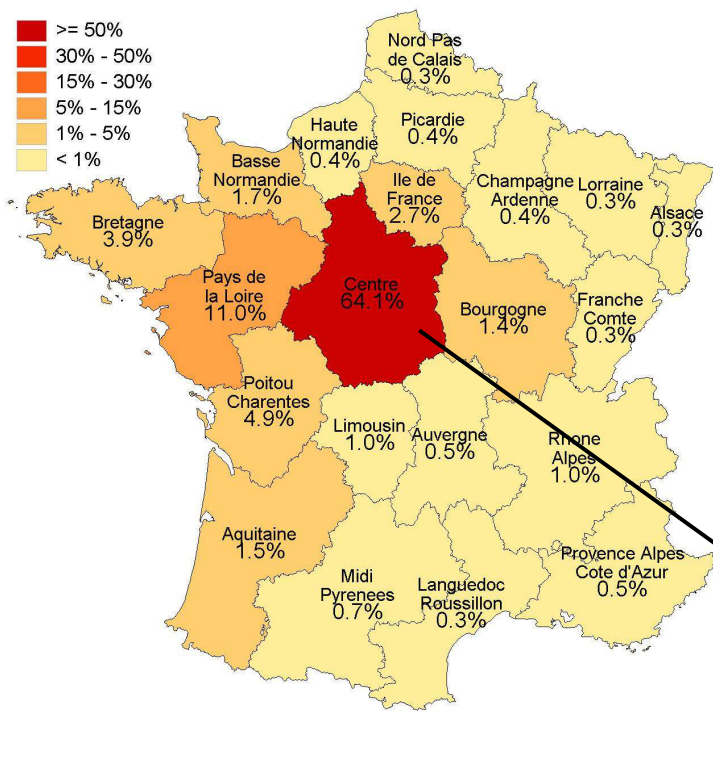 >= 50%
30% - 50%
15% - 30%
5% - 15%
1% - 5%
< 1%
Nord Pas
de Calais
0.3%
Picardie
0.4%
Haute
Normandie
0.4%
Basse
Normandie
1.7%
Ile de
France
2.7%
Champagne
Ardenne
0.4%
Lorraine
0.3%
Alsace
0.3%
Bretagne
3.9%
Pays de
la Loire
11.0%
Centre
64.1%
Bourgogne
1.4%
Franche
Comte
0.3%
Poitou
Charentes
4.9%
Limousin
1.0%
Auvergne
0.5%
Rhone
Alpes
1.0%
Aquitaine
1.5%
Midi
Pyrenees
0.7%
Languedoc
Roussillon
0.3%
Provence Alpes
Cote d'Azur
0.5%